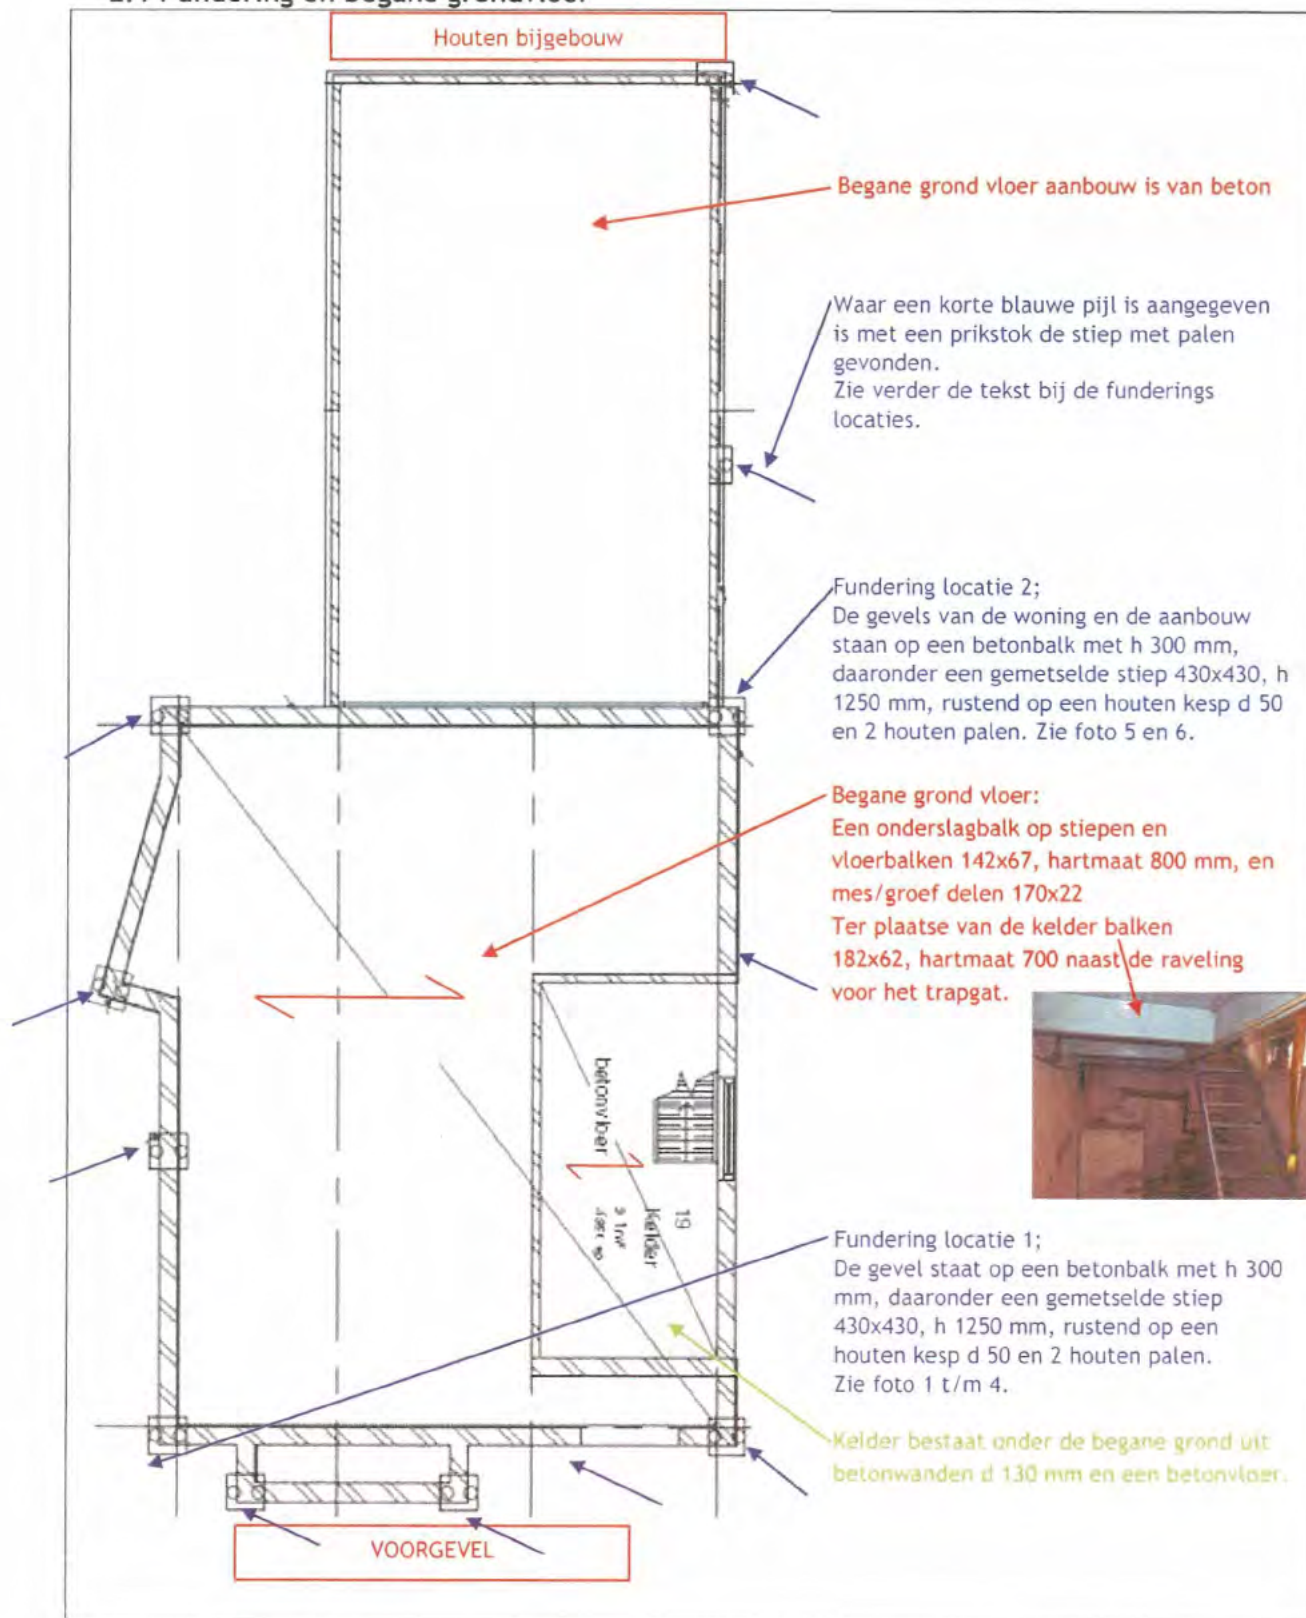 Houten bijgebouw
Begane grond vloer aanbouw is van beton
Waar een korte blauwe pijl is aangegeven
is met een prikstok de stiep met palen
gevonden.
Zie verder de tekst bij de funderings
locaties.
Fundering locatie 2;
De gevels van de woning en de aanbouw
staan op een betonbalk met h 300 mm,
daaronder een gemetselde stiep 430x430, h
1250 mm, rustend op een houten kesp d 50
en 2 houten palen. Zie foto 5 en 6.
Begane grond vloer:
Een onderslagbalk op stiepen en
vloerbalken 142x67, hartmaat 800 mm, en
mes/groef delen 170x22
Ter plaatse van de kelder balken
182x62, hartmaat 700 naast de raveling
voor het trapgat.
betonvloer
19
Kelder
Fundering locatie 1;
De gevel staat op een betonbalk met h 300
mm, daaronder een gemetselde stiep
430x430, h 1250 mm, rustend op een
houten kesp d 50 en 2 houten palen.
Zie foto 1 t/m 4.
Kelder bestaat onder de begane grond uit
betonwanden d 130 mm en een betonvloer.
VOORGEVEL